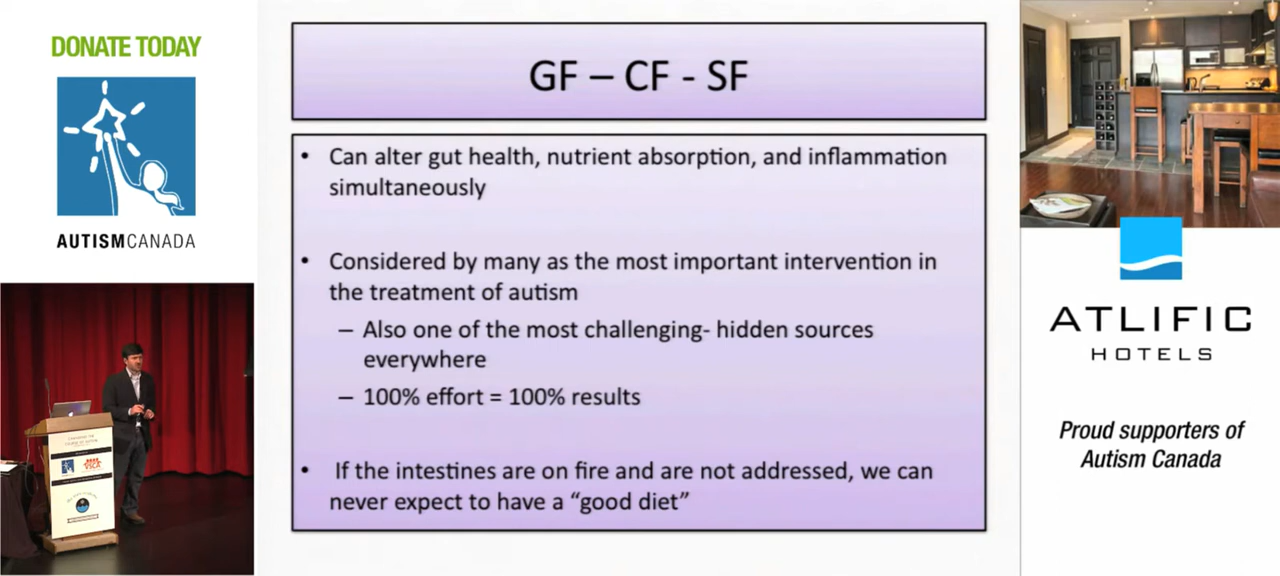 DONATE TODAY
AUTISMCANADA
GF – CF - SF
• Can alter gut health, nutrient absorption, and inflammation
simultaneously
• Considered by many as the most important intervention in
the treatment of autism
– Also one of the most challenging- hidden sources
everywhere
– 100% effort = 100% results
• If the intestines are on fire and are not addressed, we can
never expect to have a “good diet”
ATLIFIC
HOTELS
Proud supporters of
Autism Canada